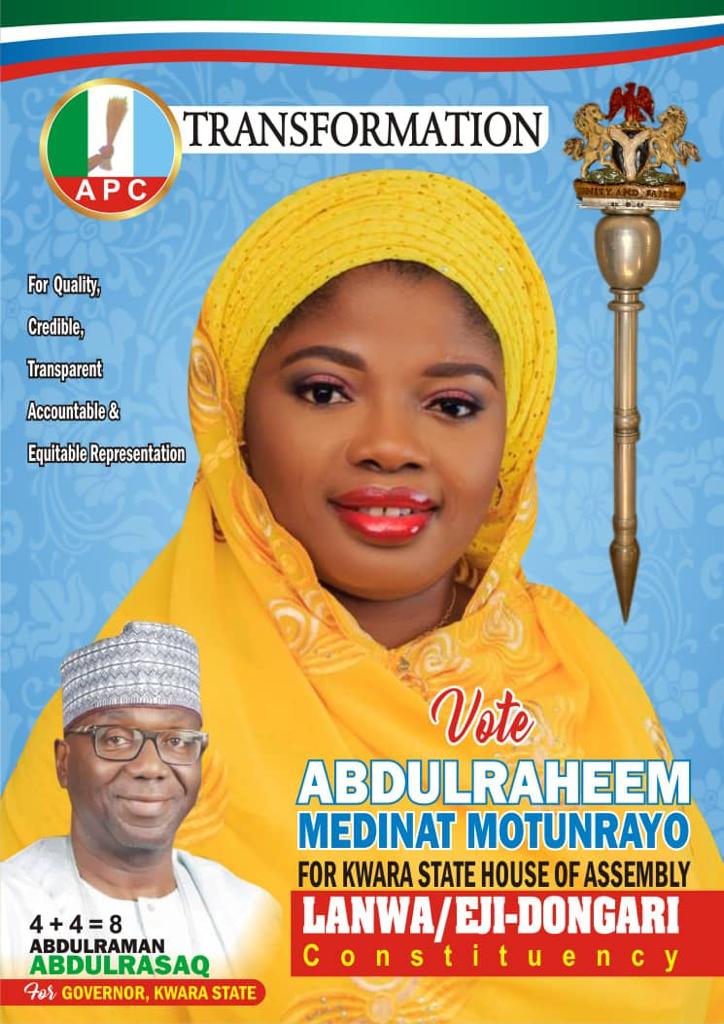 TRANSFORMATION
APC
UNITY AND FAITH
For Quality,
Credible,
Transparent
Accountable &
Equitable Representation
Vote
ABDULRAHEEM
MEDINAT MOTUNRAYO
FOR KWARA STATE HOUSE OF ASSEMBLY
LANWA/EJI-DONGARI
Constituency
4 + 4 = 8
ABDULRAMAN
ABDULRASAQ
For GOVERNOR, KWARA STATE